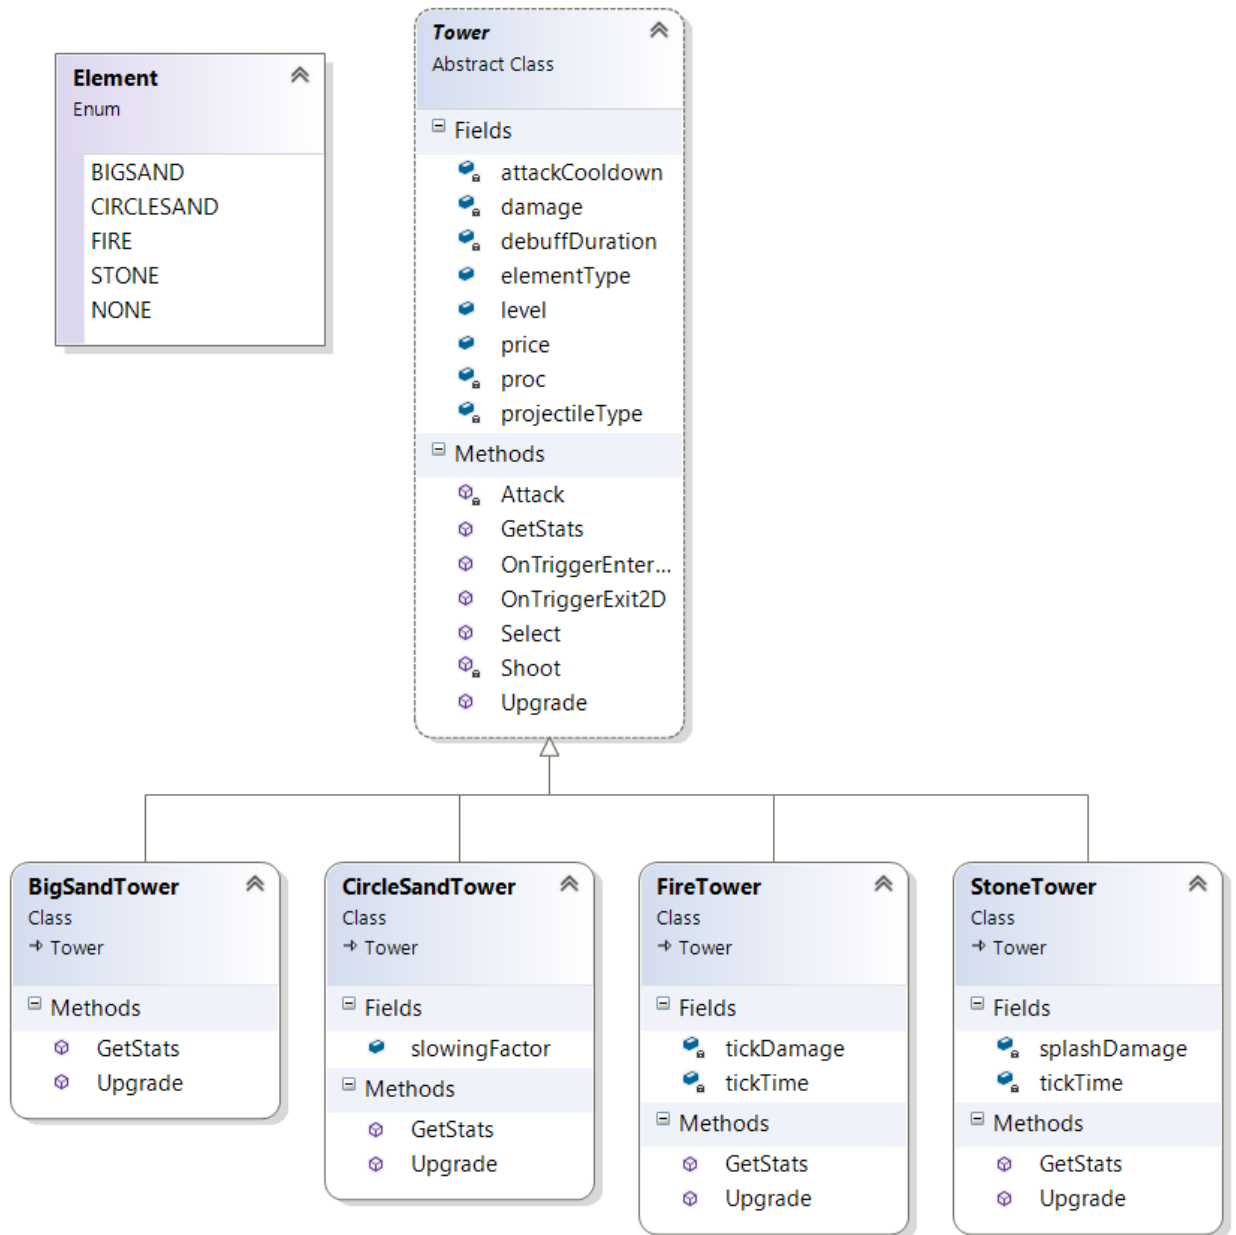 Element
Enum
BIGSAND
CIRCLESAND
FIRE
STONE
NONE
Tower
Abstract Class
Fields
attackCooldown
damage
debuffDuration
elementType
level
price
proc
projectileType
Methods
Attack
GetStats
OnTriggerEnter...
OnTriggerExit2D
Select
Shoot
Upgrade
BigSandTower
Class
Tower
Methods
GetStats
Upgrade
CircleSandTower
Class
Tower
Fields
slowingFactor
Methods
GetStats
Upgrade
FireTower
Class
Tower
Fields
tickDamage
tickTime
Methods
GetStats
Upgrade
StoneTower
Class
Tower
Fields
splashDamage
tickTime
Methods
GetStats
Upgrade